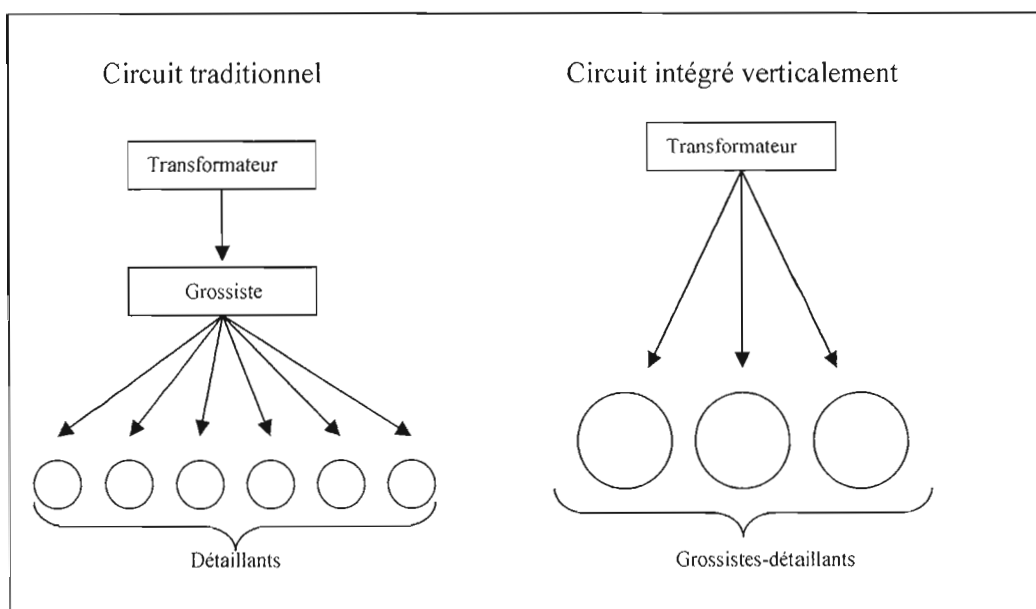 Circuit traditionnel
Transformateur
Grossiste
Détaillants
Circuit intégré verticalement
Transformateur
Grossistes-détaillants